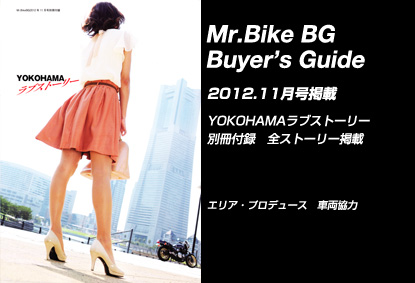 Mr.Bike BG
Buyer's Guide
2012.11月号掲載
YOKOHAMAラブストーリー
別冊付録　全ストーリー掲載
エリア・プロデュース　車両協力
YOKOHAMA
ラブストーリー